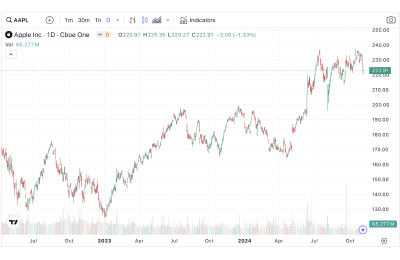 AAPL 1m 30m 1h D Indicators
Apple Inc · 1D · Cboe One D O220.97 H225.35 L220.27 C222.91 −3.00 (−1.33%)
Vol 65.277M
250.00
240.00
230.00
222.91
220.00
210.00
200.00
190.00
180.00
170.00
160.00
150.00
140.00
130.00
65.277M
Jul Oct 2023 Apr Jul Oct 2024 Apr Jul Oct